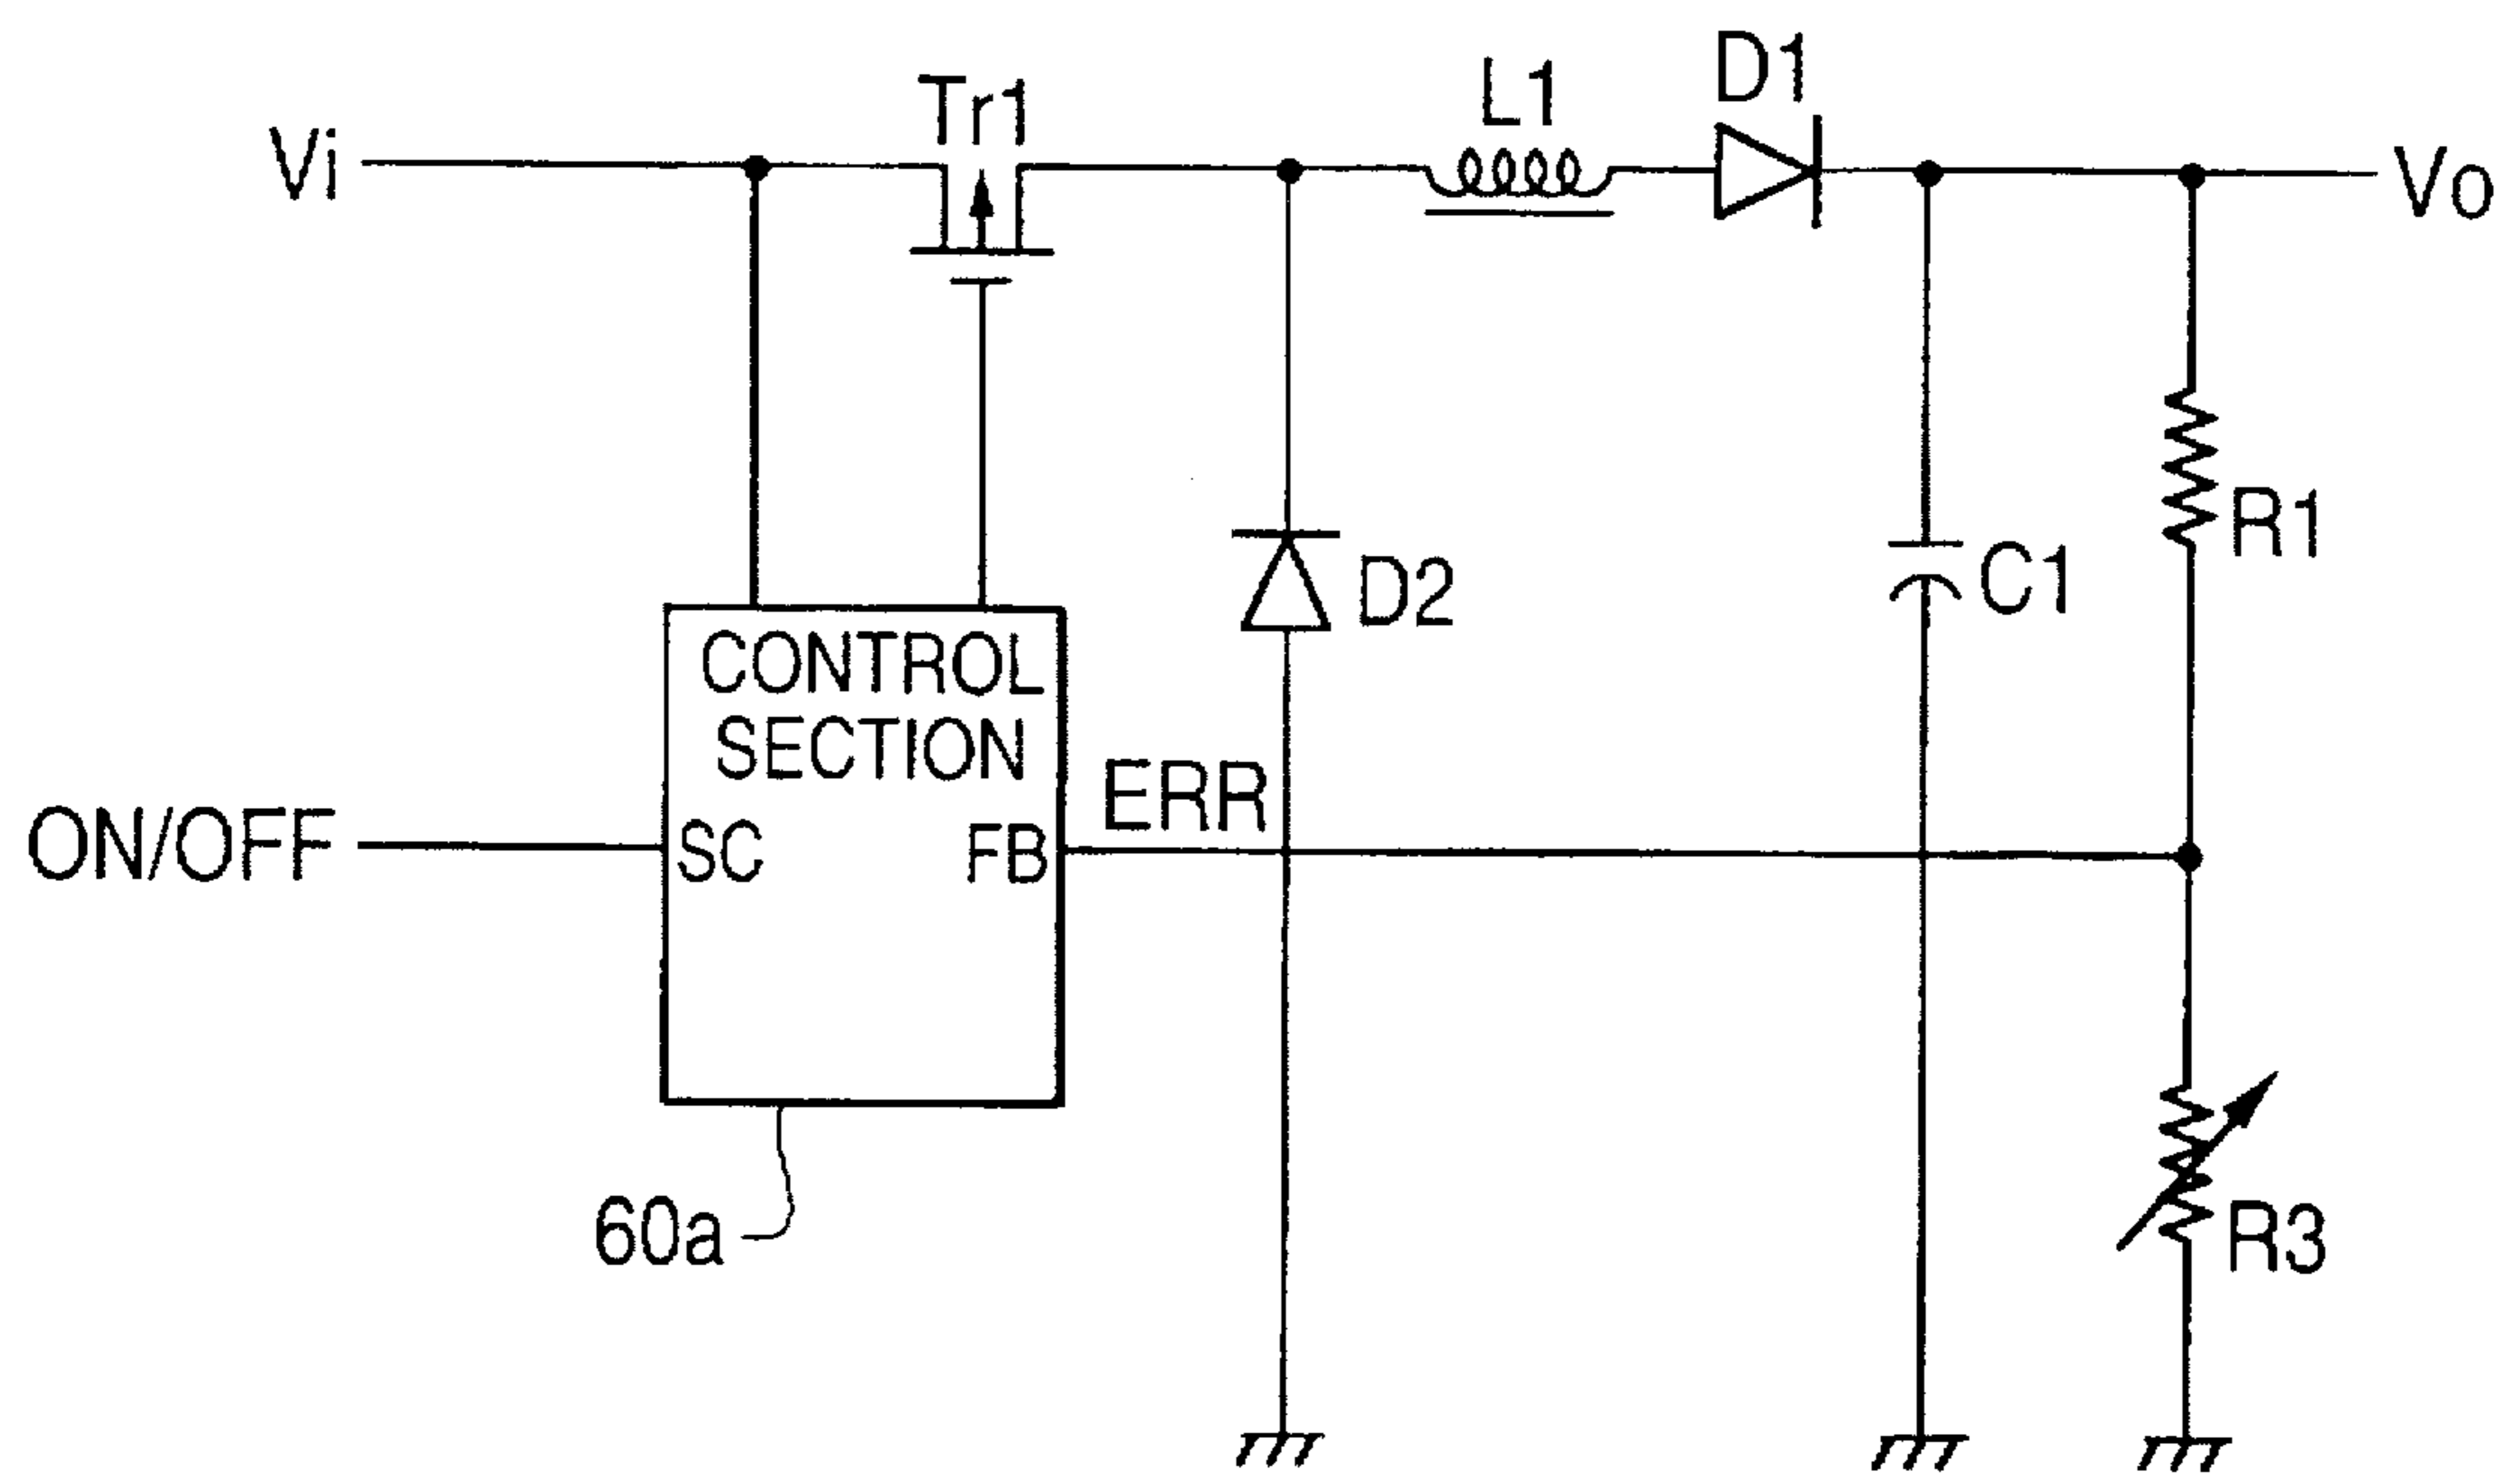 Vi
Tr1
L1
D1
Vo
R1
C1
D2
CONTROL
SECTION
ERR
ON/OFF
SC
FB
60a
R3